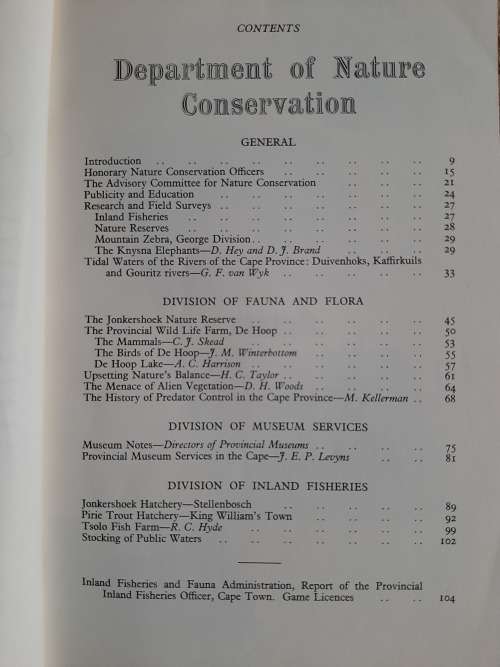 CONTENTS
Department of Nature
Conservation
GENERAL
Introduction .. .. .. .. .. .. .. .. .. 9
Honorary Nature Conservation Officers .. .. .. .. .. 15
The Advisory Committee for Nature Conservation .. .. .. 21
Publicity and Education .. .. .. .. .. .. .. .. 24
Research and Field Surveys .. .. .. .. .. .. .. 27
Inland Fisheries .. .. .. .. .. .. .. .. 27
Nature Reserves .. .. .. .. .. .. .. .. 28
Mountain Zebra, George Division .. .. .. .. .. .. 29
The Knysna Elephants—D. Hey and D. J. Brand .. .. .. 29
Tidal Waters of the Rivers of the Cape Province: Duivenhoks, Kaffirkuils
and Gouritz rivers—G. F. van Wyk .. .. .. .. .. 33
DIVISION OF FAUNA AND FLORA
The Jonkershoek Nature Reserve .. .. .. .. .. .. 45
The Provincial Wild Life Farm, De Hoop .. .. .. .. .. 50
The Mammals—C. J. Skead .. .. .. .. .. .. 53
The Birds of De Hoop—J. M. Winterbottom .. .. .. .. 55
De Hoop Lake—A. C. Harrison .. .. .. .. .. .. 57
Upsetting Nature's Balance—H. C. Taylor .. .. .. .. .. 61
The Menace of Alien Vegetation—D. H. Woods .. .. .. .. 64
The History of Predator Control in the Cape Province—M. Kellerman .. 68
DIVISION OF MUSEUM SERVICES
Museum Notes—Directors of Provincial Museums .. .. .. .. 75
Provincial Museum Services in the Cape—J. E. P. Levyns .. .. 81
DIVISION OF INLAND FISHERIES
Jonkershoek Hatchery—Stellenbosch .. .. .. .. .. 89
Pirie Trout Hatchery—King William's Town .. .. .. .. 92
Tsolo Fish Farm—R. C. Hyde .. .. .. .. .. .. 99
Stocking of Public Waters .. .. .. .. .. .. .. 102
Inland Fisheries and Fauna Administration, Report of the Provincial
Inland Fisheries Officer, Cape Town. Game Licences .. .. 104